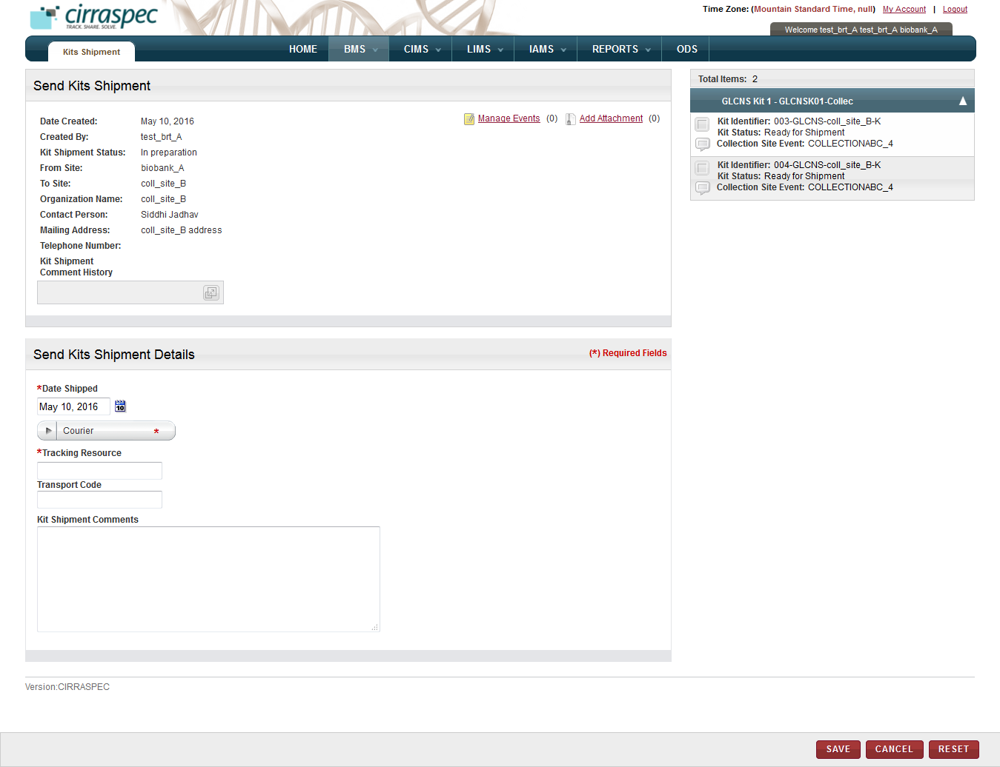 cirraspec
TRACK. SHARE. SOLVE.
Time Zone: (Mountain Standard Time, null) My Account | Logout
Welcome test_brt_A test_brt_A biobank_A
Kits Shipment
HOME BMS CIMS LIMS IAMS REPORTS ODS
Send Kits Shipment
Date Created: May 10, 2016
Created By: test_brt_A
Kit Shipment Status: In preparation
From Site: biobank_A
To Site: coll_site_B
Organization Name: coll_site_B
Contact Person: Siddhi Jadhav
Mailing Address: coll_site_B address
Telephone Number:
Kit Shipment
Comment History
Manage Events (0) Add Attachment (0)
Send Kits Shipment Details
(*) Required Fields
*Date Shipped
May 10, 2016
10
Courier *
*Tracking Resource
Transport Code
Kit Shipment Comments
Total Items: 2
GLCNS Kit 1 - GLCNSK01-Collec
Kit Identifier: 003-GLCNS-coll_site_B-K
Kit Status: Ready for Shipment
Collection Site Event: COLLECTIONABC_4
Kit Identifier: 004-GLCNS-coll_site_B-K
Kit Status: Ready for Shipment
Collection Site Event: COLLECTIONABC_4
Version:CIRRASPEC
SAVE CANCEL RESET